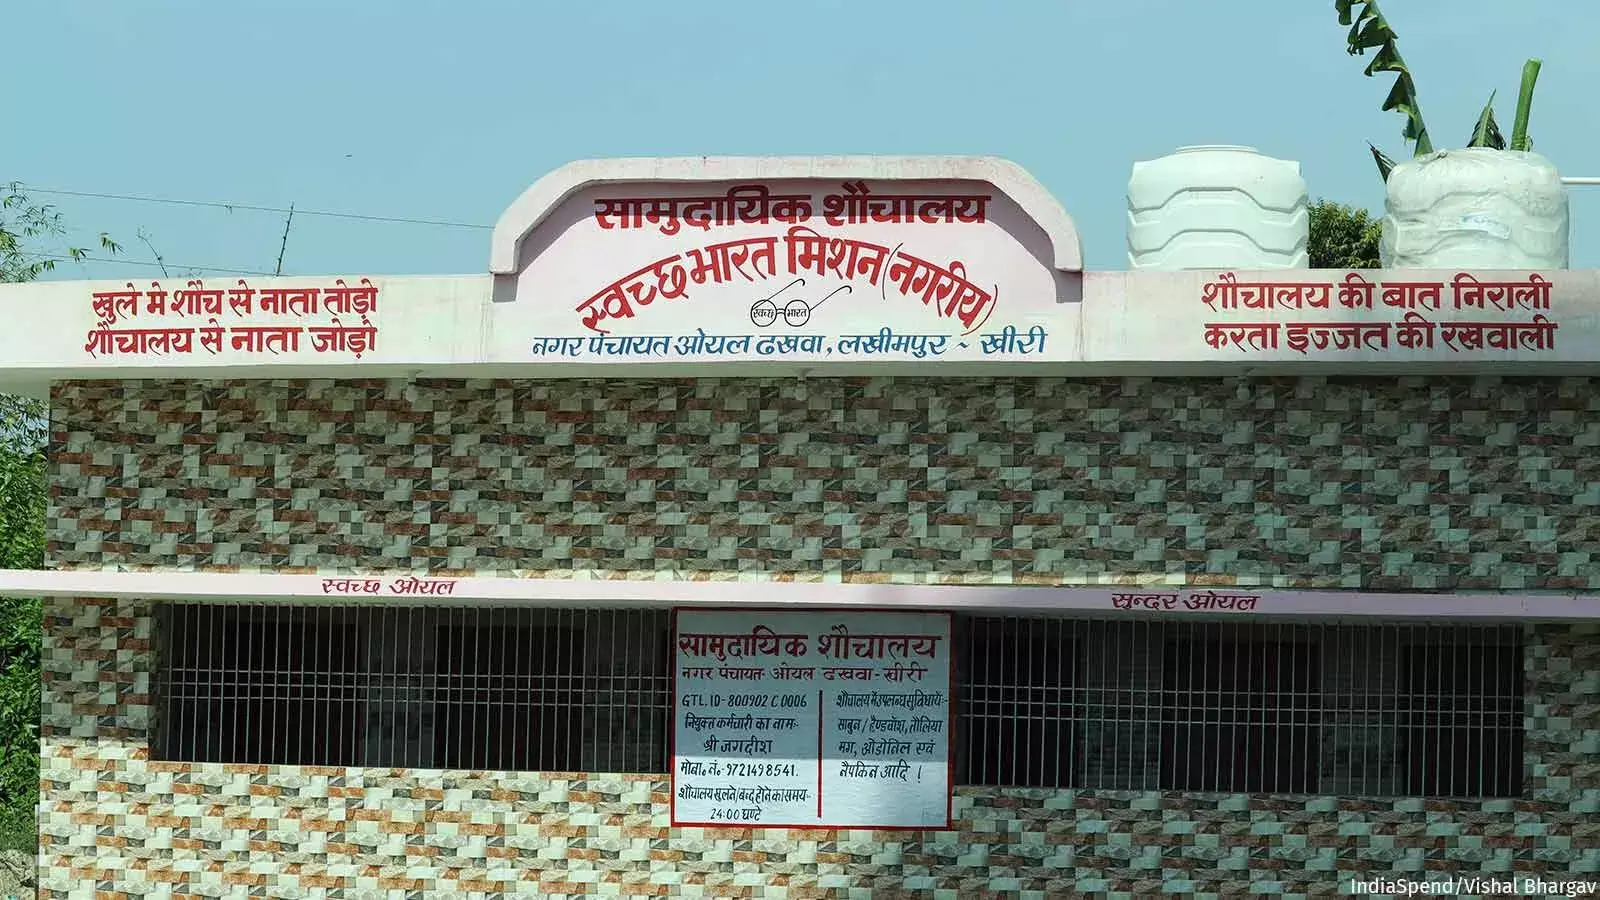 सामुदायिक शौचालय
स्वच्छ भारत मिशन (नगरीय)
स्वच्छ भारत
नगर पंचायत ओयल ढखवा, लखीमपुर - खीरी
खुले मे शौच से नाता तोड़ो
शौचालय से नाता जोड़ो
शौचालय की बात निराली
करता इज्जत की रखवाली
स्वच्छ ओयल
सुन्दर ओयल
सामुदायिक शौचालय
नगर पंचायत- ओयल ढखवा-खीरी
GTL. ID-800902 C 0006
नियुक्त कर्मचारी का नामः-
श्री जगदीश
मोबा. नं.-9721498541.
शौचालय खुलने/बन्द होने का समय-
24:00 घण्टे
शौचालय में उपलब्ध सुविधायें:-
साबुन / हैण्डवॉश, तौलिया
मग, ओडोनिल एवं
नैपकिन आदि !
IndiaSpend/Vishal Bhargav